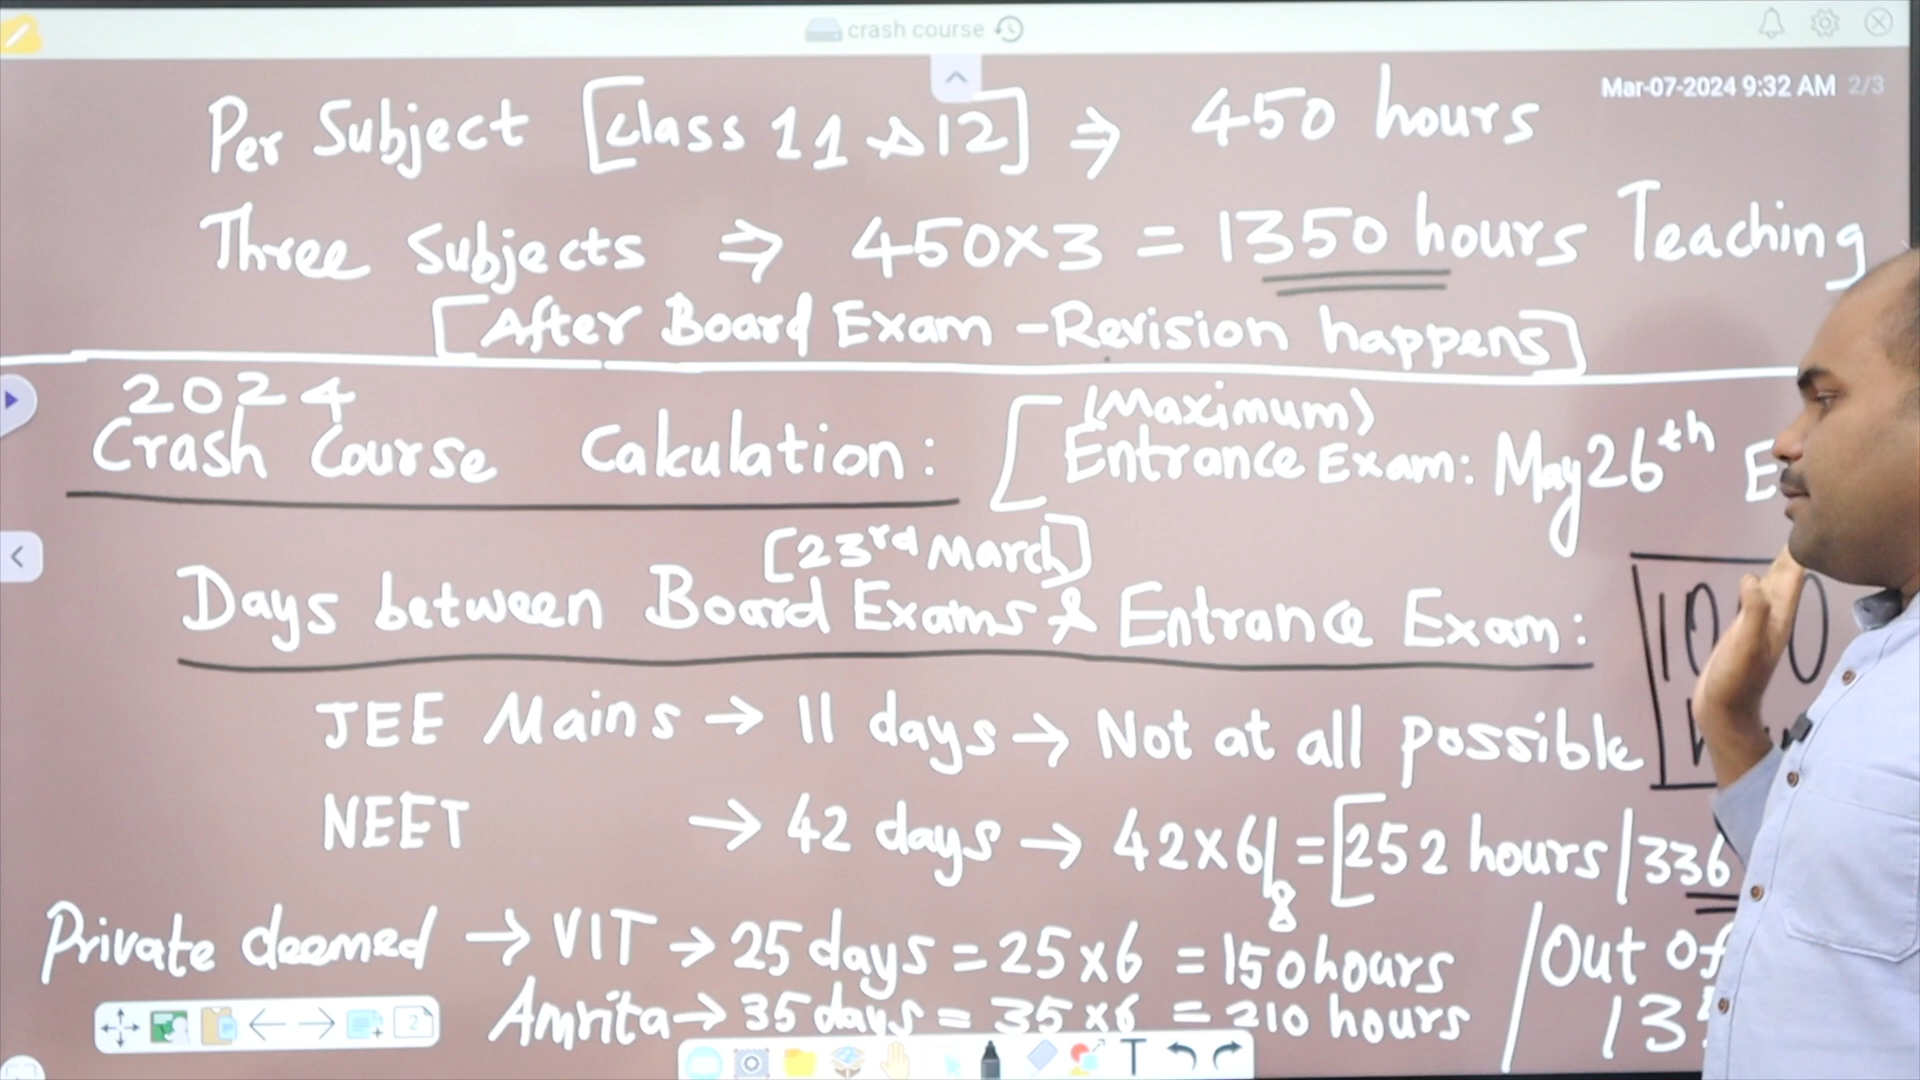 crash course
Mar-07-2024 9:32 AM 2/3
Per Subject [Class 11 & 12] ⇒ 450 hours
Three Subjects ⇒ 450×3 = 1350 hours Teaching
[After Board Exam - Revision happens]
2024
Crash Course Calculation:
[(Maximum)
Entrance Exam: May 26th
[23rd March]
Days between Board Exams & Entrance Exam:
JEE Mains → 11 days → Not at all possible
NEET → 42 days → 42×6/8 = [252 hours/336
Private deemed → VIT → 25 days = 25×6 = 150 hours
Amrita → 35 days = 35×6 = 210 hours
/Out of
2
T